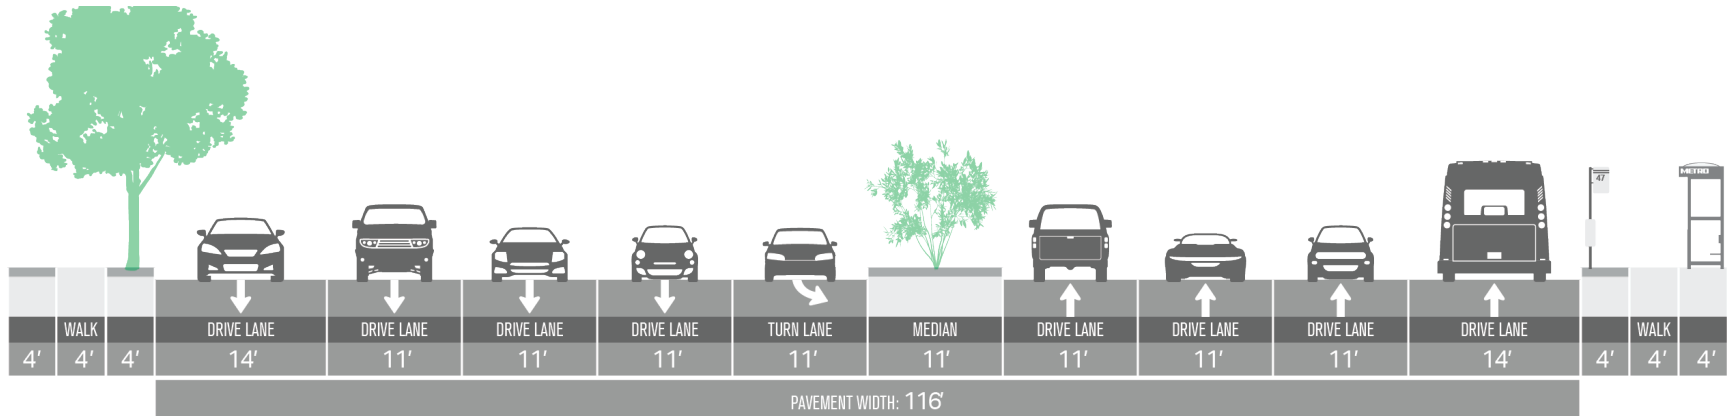 47
METRO
WALK DRIVE LANE DRIVE LANE DRIVE LANE DRIVE LANE TURN LANE MEDIAN DRIVE LANE DRIVE LANE DRIVE LANE DRIVE LANE WALK
4' 4' 4' 14' 11' 11' 11' 11' 11' 11' 11' 11' 14' 4' 4' 4'
PAVEMENT WIDTH: 116'